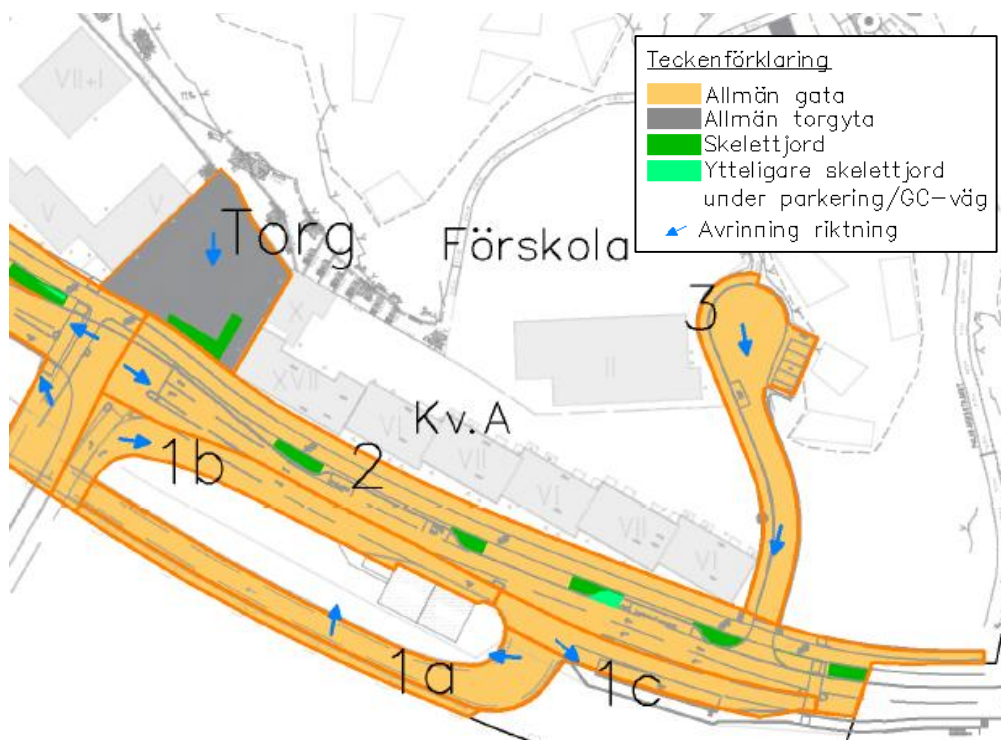 Teckenförklaring
Allmän gata
Allmän torgyta
Skelettjord
Ytteligare skelettjord
under parkering/GC-väg
Avrinning riktning
VII+I
V
V
Torg
Förskola
3
X
II
XVII
Kv.A
VI
VII
1b
2
VI
VII
VI
1a
1c